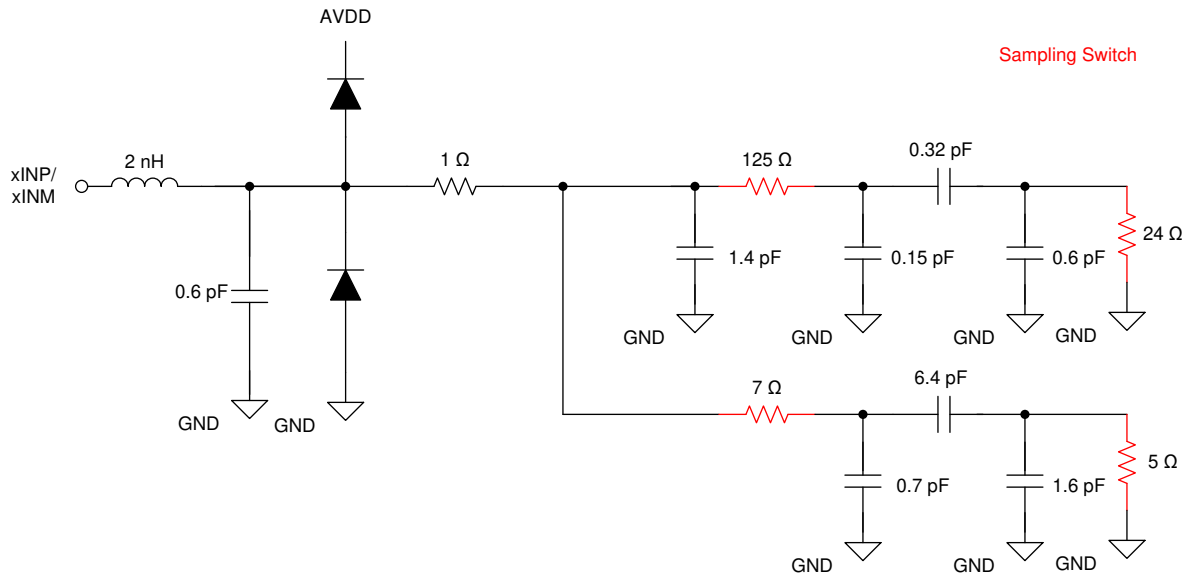 AVDD
Sampling Switch
xINP/
xINM
2 nH
1 Ω
125 Ω
0.32 pF
0.6 pF
1.4 pF
0.15 pF
0.6 pF
24 Ω
GND
GND
GND
GND
GND
GND
7 Ω
6.4 pF
0.7 pF
1.6 pF
5 Ω
GND
GND
GND